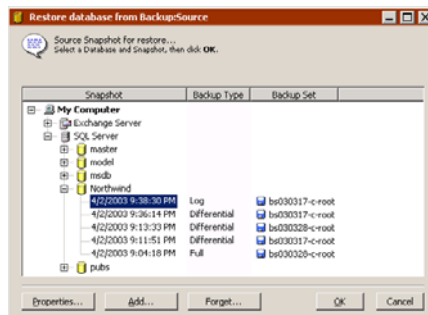 Restore database from Backup:Source
Source Snapshot for restore...
Select a Database and Snapshot, then click OK.
Snapshot Backup Type Backup Set
My Computer
Exchange Server
SQL Server
master
model
msdb
Northwind
4/2/2003 9:38:30 PM Log bs030317-c-root
4/2/2003 9:36:14 PM Differential bs030317-c-root
4/2/2003 9:13:33 PM Differential bs030328-c-root
4/2/2003 9:11:51 PM Differential bs030317-c-root
4/2/2003 9:04:18 PM Full bs030328-c-root
pubs
Properties... Add... Forget... OK Cancel